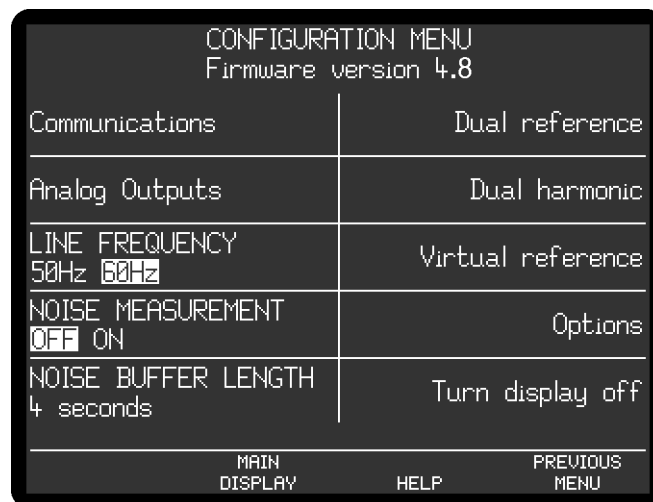 CONFIGURATION MENU
Firmware version 4.8
Communications
Dual reference
Analog Outputs
Dual harmonic
LINE FREQUENCY
50Hz 60Hz
Virtual reference
NOISE MEASUREMENT
OFF ON
Options
NOISE BUFFER LENGTH
4 seconds
Turn display off
MAIN
DISPLAY
HELP
PREVIOUS
MENU